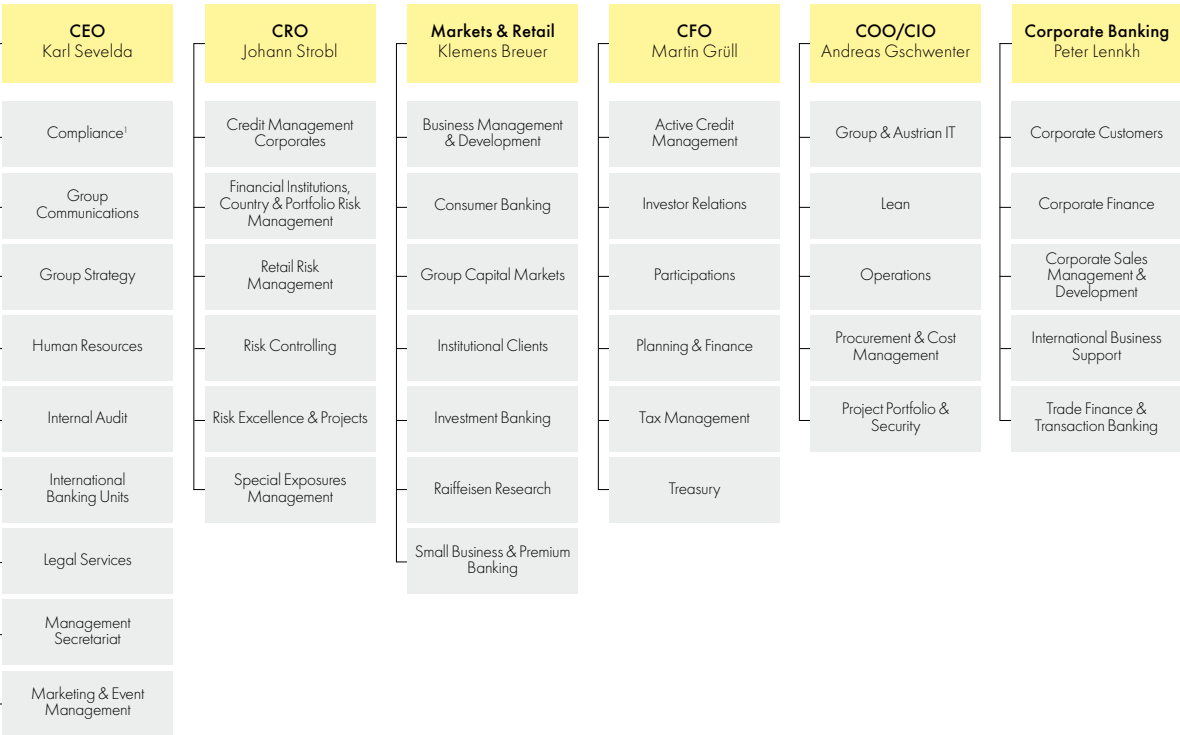 CEO
Karl Sevelda
Compliance¹
Group
Communications
Group Strategy
Human Resources
Internal Audit
International
Banking Units
Legal Services
Management
Secretariat
Marketing & Event
Management
CRO
Johann Strobl
Credit Management
Corporates
Financial Institutions,
Country & Portfolio Risk
Management
Retail Risk
Management
Risk Controlling
Risk Excellence & Projects
Special Exposures
Management
Markets & Retail
Klemens Breuer
Business Management
& Development
Consumer Banking
Group Capital Markets
Institutional Clients
Investment Banking
Raiffeisen Research
Small Business & Premium
Banking
CFO
Martin Grüll
Active Credit
Management
Investor Relations
Participations
Planning & Finance
Tax Management
Treasury
COO/CIO
Andreas Gschwenter
Group & Austrian IT
Lean
Operations
Procurement & Cost
Management
Project Portfolio &
Security
Corporate Banking
Peter Lennkh
Corporate Customers
Corporate Finance
Corporate Sales
Management &
Development
International Business
Support
Trade Finance &
Transaction Banking